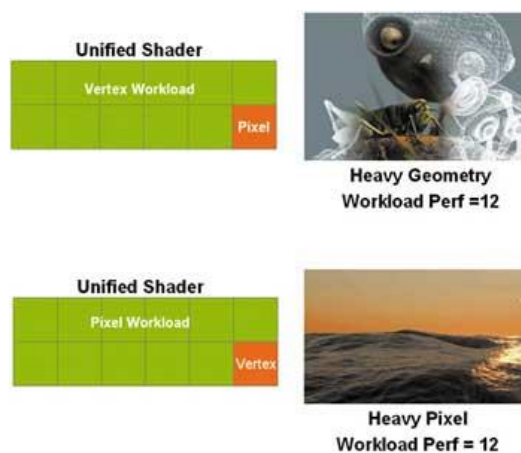 Unified Shader
Vertex Workload
Pixel
Heavy Geometry
Workload Perf =12
Unified Shader
Pixel Workload
Vertex
Heavy Pixel
Workload Perf = 12